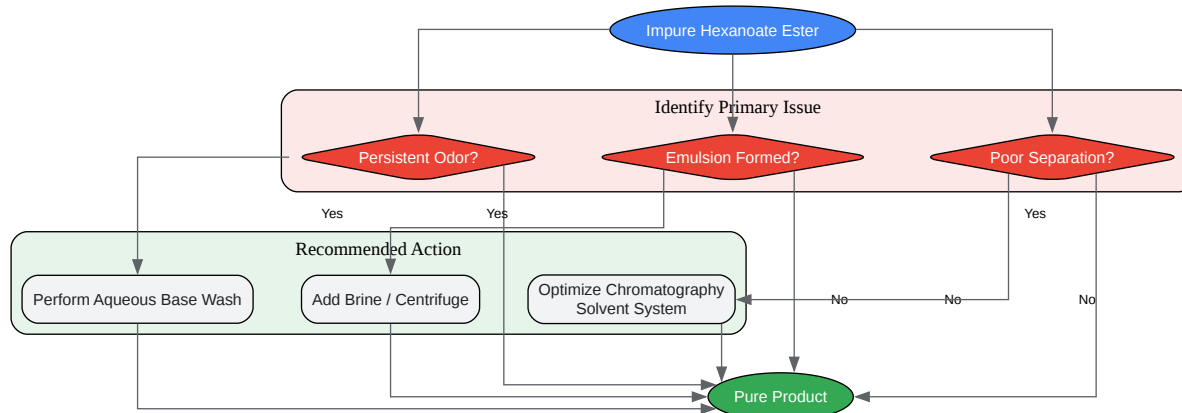 Impure Hexanoate Ester
Identify Primary Issue
Persistent Odor?
Emulsion Formed?
Poor Separation?
Yes
Yes
Yes
Recommended Action
Perform Aqueous Base Wash
Add Brine / Centrifuge
Optimize Chromatography
Solvent System
No
No
No
Pure Product